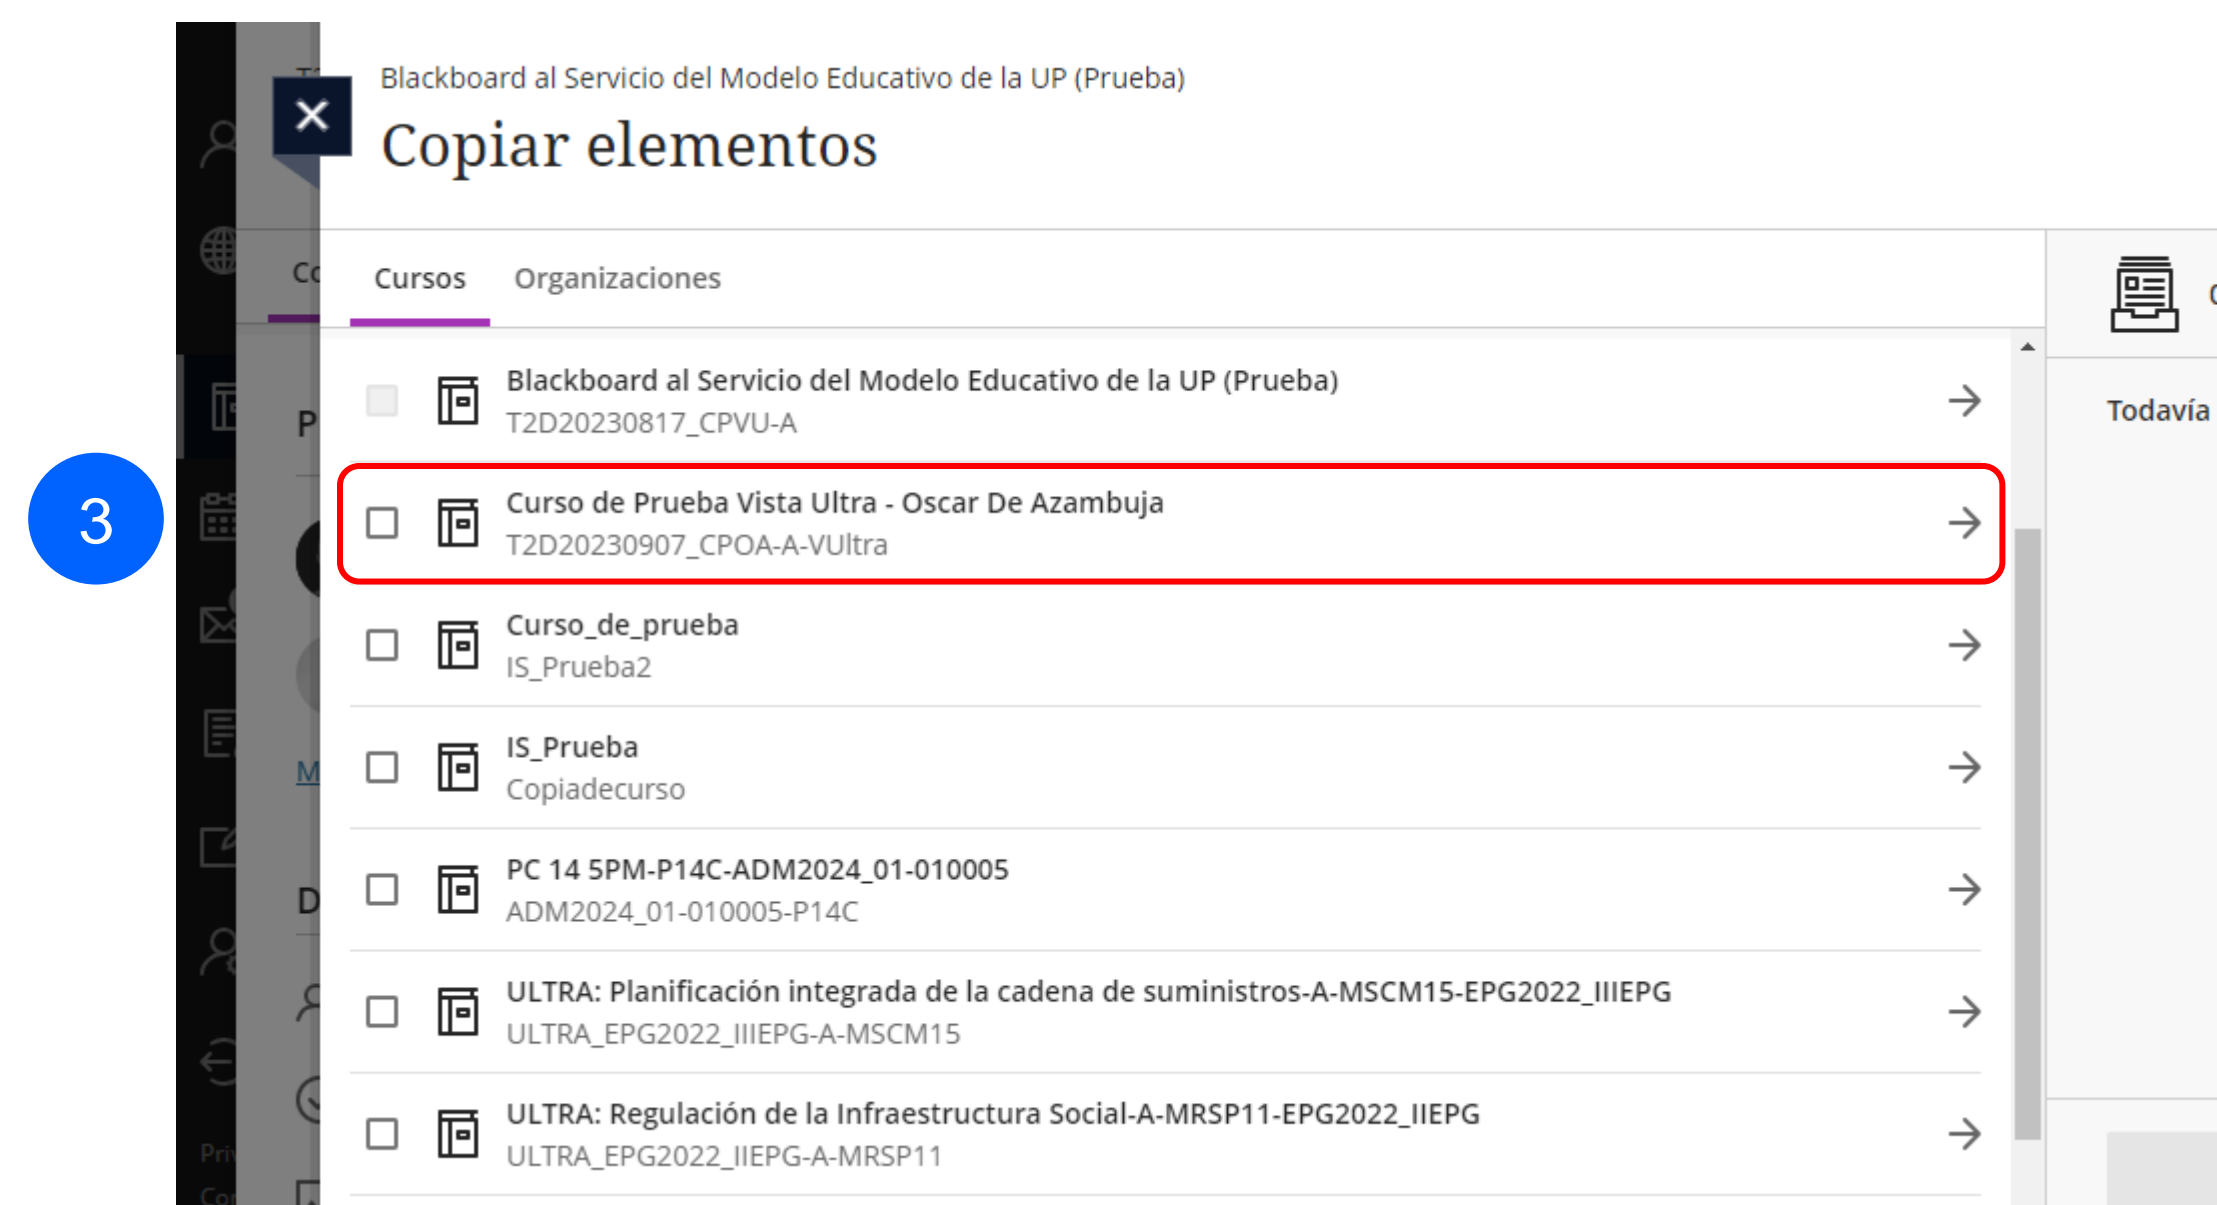 Blackboard al Servicio del Modelo Educativo de la UP (Prueba)
Copiar elementos
Cursos
Organizaciones
Blackboard al Servicio del Modelo Educativo de la UP (Prueba)
T2D20230817_CPVU-A
Todavía
3
Curso de Prueba Vista Ultra - Oscar De Azambuja
T2D20230907_CPOA-A-VUltra
Curso_de_prueba
IS_Prueba2
IS_Prueba
Copiadecurso
PC 14 5PM-P14C-ADM2024_01-010005
ADM2024_01-010005-P14C
ULTRA: Planificación integrada de la cadena de suministros-A-MSCM15-EPG2022_IIIEPG
ULTRA_EPG2022_IIIEPG-A-MSCM15
ULTRA: Regulación de la Infraestructura Social-A-MRSP11-EPG2022_IIEPG
ULTRA_EPG2022_IIEPG-A-MRSP11